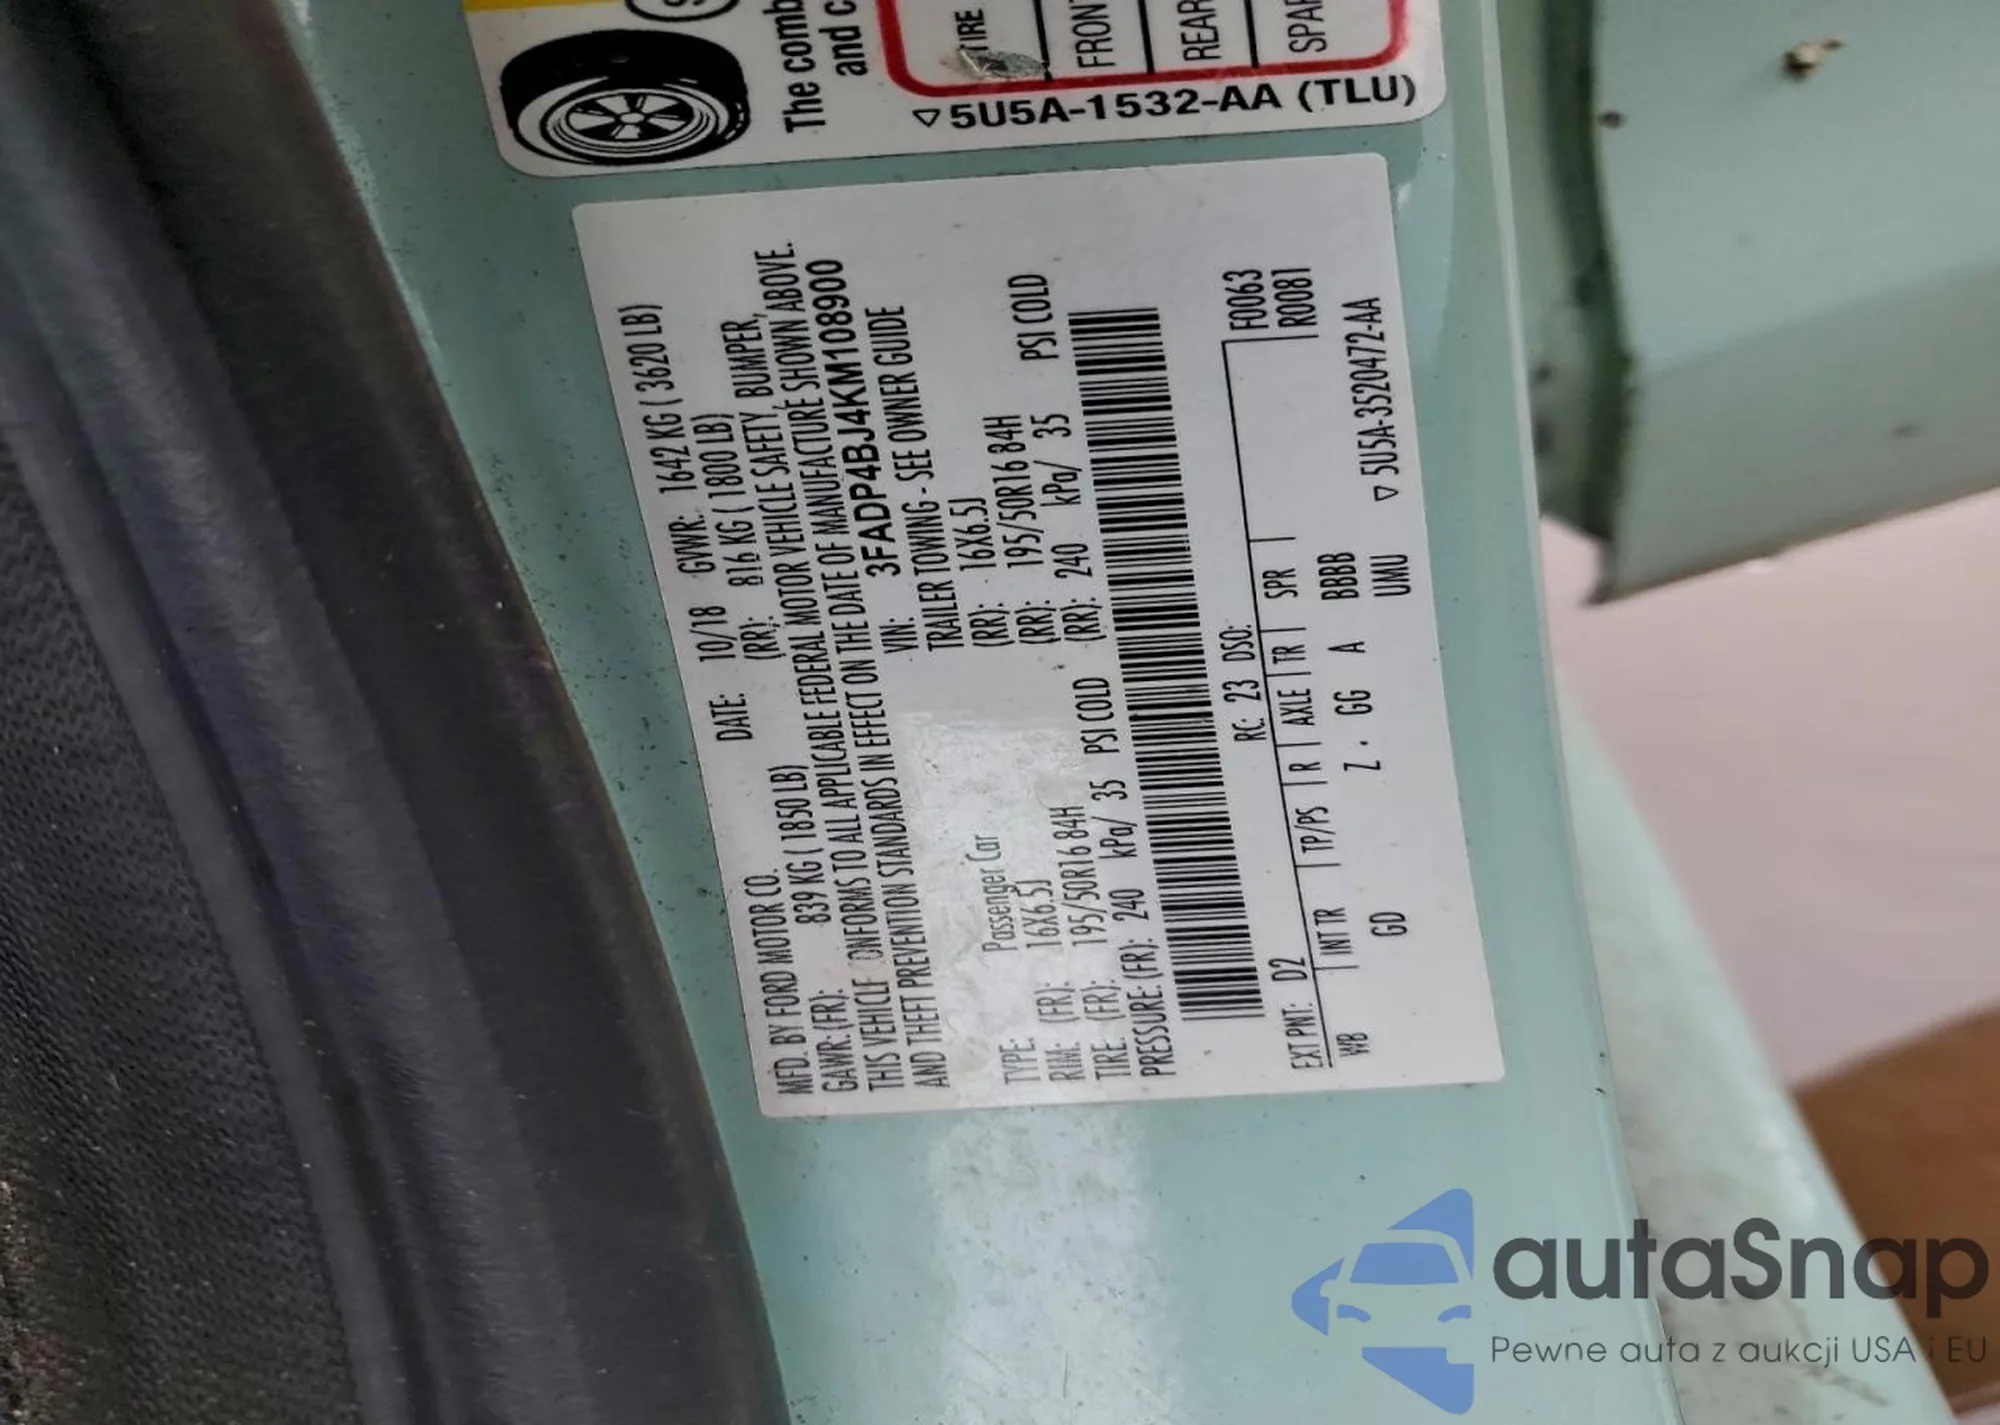 The comb
and c
TIRE
FRONT
REAR
SPAR
▽ 5U5A-1532-AA (TLU)
MFD. BY FORD MOTOR CO. DATE: 10/18 GVWR: 1642 KG ( 3620 LB)
GAWR: (FR): 839 KG ( 1850 LB) (RR): 816 KG ( 1800 LB)
THIS VEHICLE CONFORMS TO ALL APPLICABLE FEDERAL MOTOR VEHICLE SAFETY, BUMPER,
AND THEFT PREVENTION STANDARDS IN EFFECT ON THE DATE OF MANUFACTURE SHOWN ABOVE.
VIN: 3FADP4BJ4KM108900
TYPE: Passenger Car TRAILER TOWING - SEE OWNER GUIDE
RIM: (FR): 16X6.5J (RR): 16X6.5J
TIRE: (FR): 195/50R16 84H (RR): 195/50R16 84H
PRESSURE: (FR): 240 kPa/ 35 PSI COLD (RR): 240 kPa/ 35 PSI COLD
EXT PNT: D2 RC: 23 DSO: F0063
WB INT TR TP/PS R AXLE TR SPR R0081
GD Z . GG A BBBB
UMU ▽ 5U5A-3520472-AA
autaSnap
Pewne auta z aukcji USA i EU